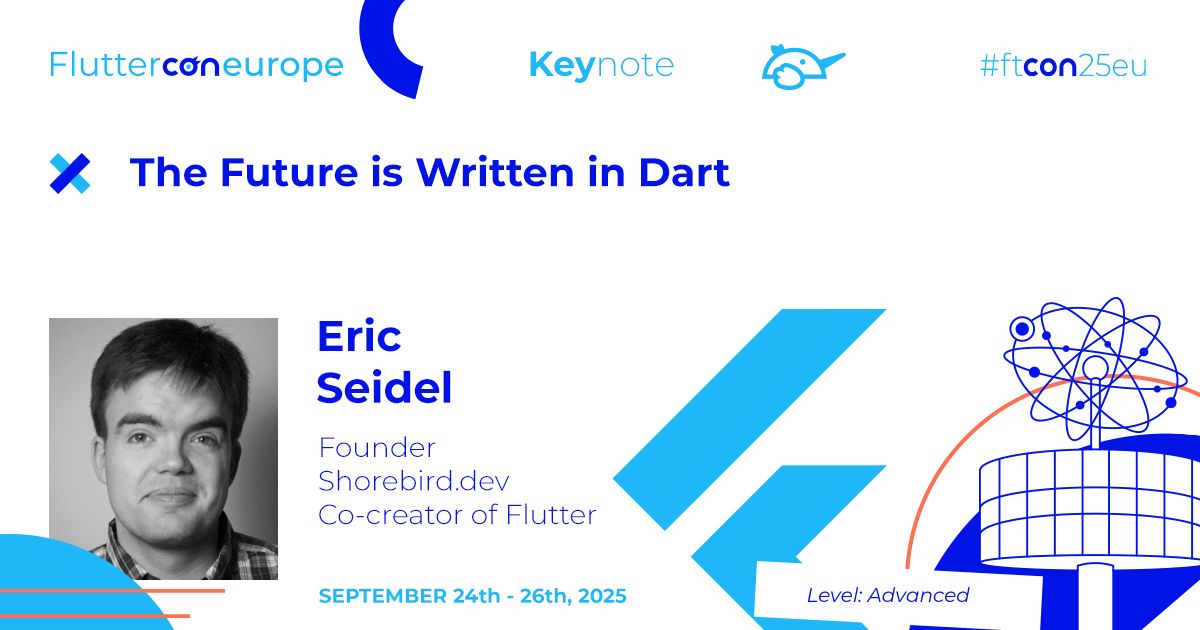 Flutterconeurope
Keynote
#ftcon25eu
The Future is Written in Dart
Eric
Seidel
Founder
Shorebird.dev
Co-creator of Flutter
SEPTEMBER 24th - 26th, 2025
Level: Advanced